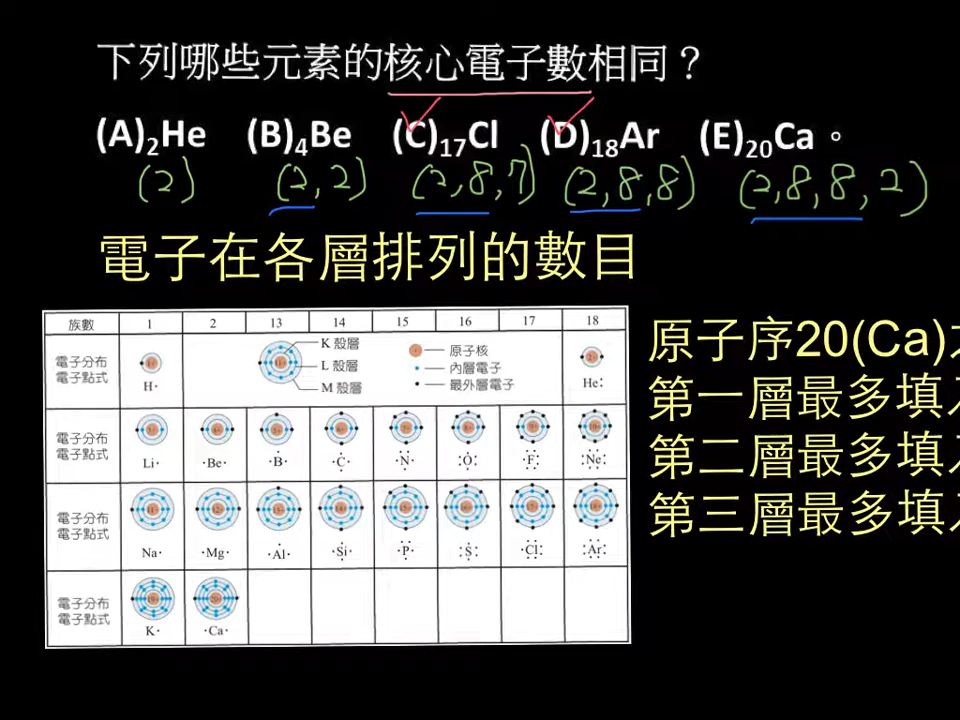 下列哪些元素的核心電子數相同？
(A)₂He (B)₄Be (C)₁₇Cl (D)₁₈Ar (E)₂₀Ca。
(2) (2,2) (2,8,7) (2,8,8) (2,8,8,2)
電子在各層排列的數目
族數 1 2 13 14 15 16 17 18
電子分布
電子點式
K 殼層
L 殼層
M 殼層
原子核
內層電子
最外層電子
H· He:
電子分布
電子點式
Li· ·Be· ·B· ·C· ·N· :O: ·F: :Ne:
電子分布
電子點式
Na· ·Mg· ·Al· ·Si· ·P· :S: ·Cl: :Ar:
電子分布
電子點式
K· ·Ca·
原子序20(Ca)
第一層最多填
第二層最多填
第三層最多填